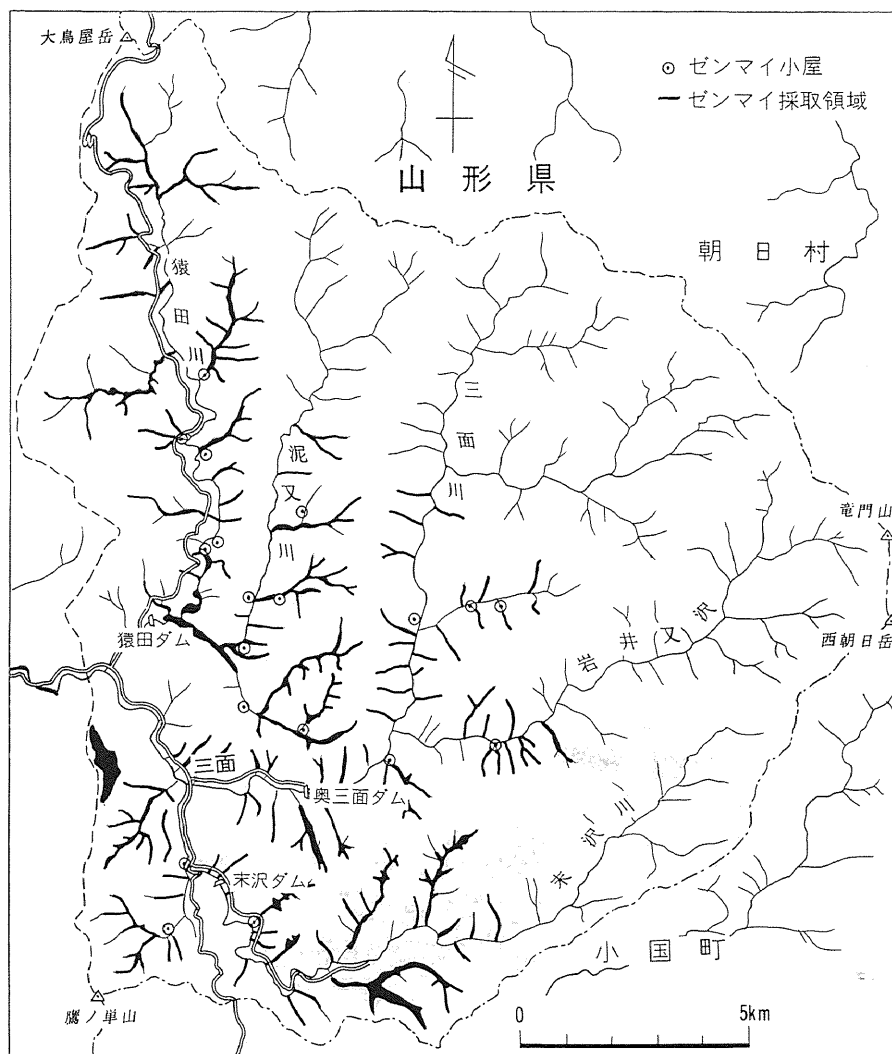 大鳥屋岳
ゼンマイ小屋
ゼンマイ採取領域
山形県
朝日村
猿田川
三面川
泥又川
竜門山
西朝日岳
岩井又沢
猿田ダム
三面
奥三面ダム
末沢川
末沢ダム
小国町
鷹ノ単山
0 5km